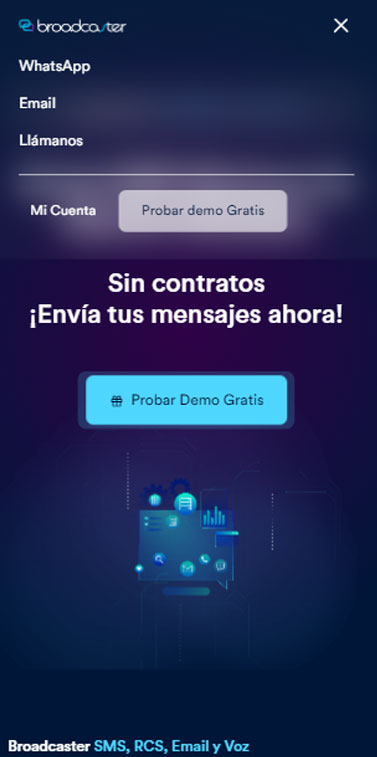 broadcaster
WhatsApp
Email
Llámanos
Mi Cuenta
Probar demo Gratis
Sin contratos
¡Envía tus mensajes ahora!
Probar Demo Gratis
Broadcaster SMS, RCS, Email y Voz